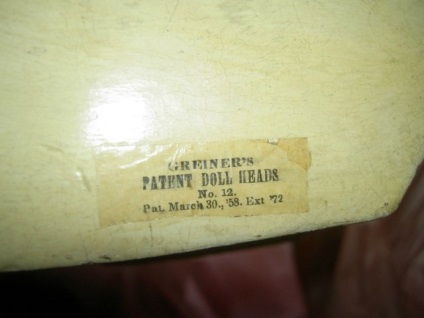 GREINER'S
PATENT DOLL HEADS
No. 12.
Pat. March 30., '58. Ext '72